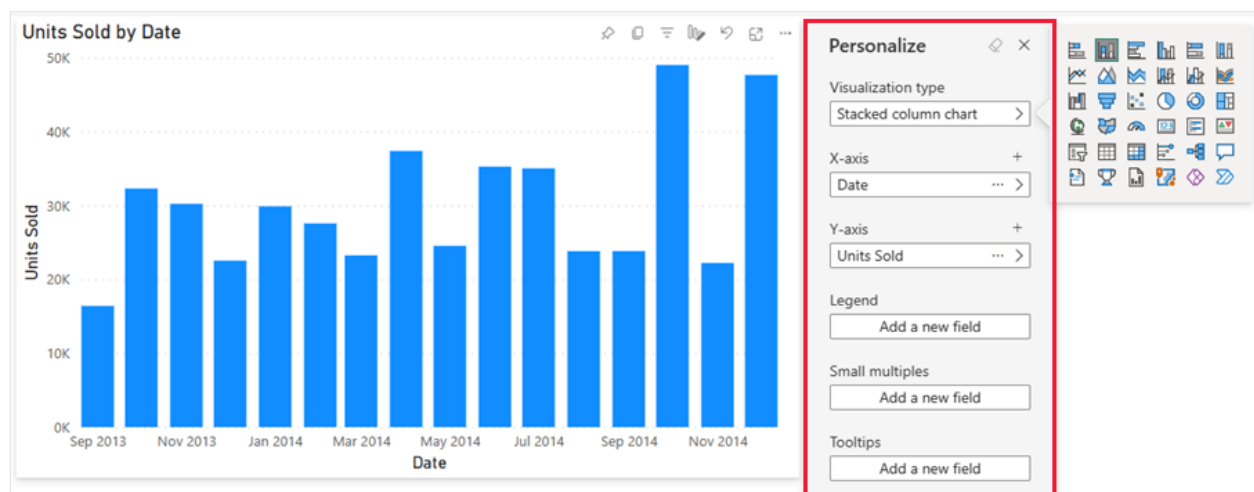 Units Sold by Date
50K
40K
30K
20K
10K
0K
Units Sold
Sep 2013 Nov 2013 Jan 2014 Mar 2014 May 2014 Jul 2014 Sep 2014 Nov 2014
Date
Personalize
Visualization type
Stacked column chart
X-axis
Date
Y-axis
Units Sold
Legend
Add a new field
Small multiples
Add a new field
Tooltips
Add a new field